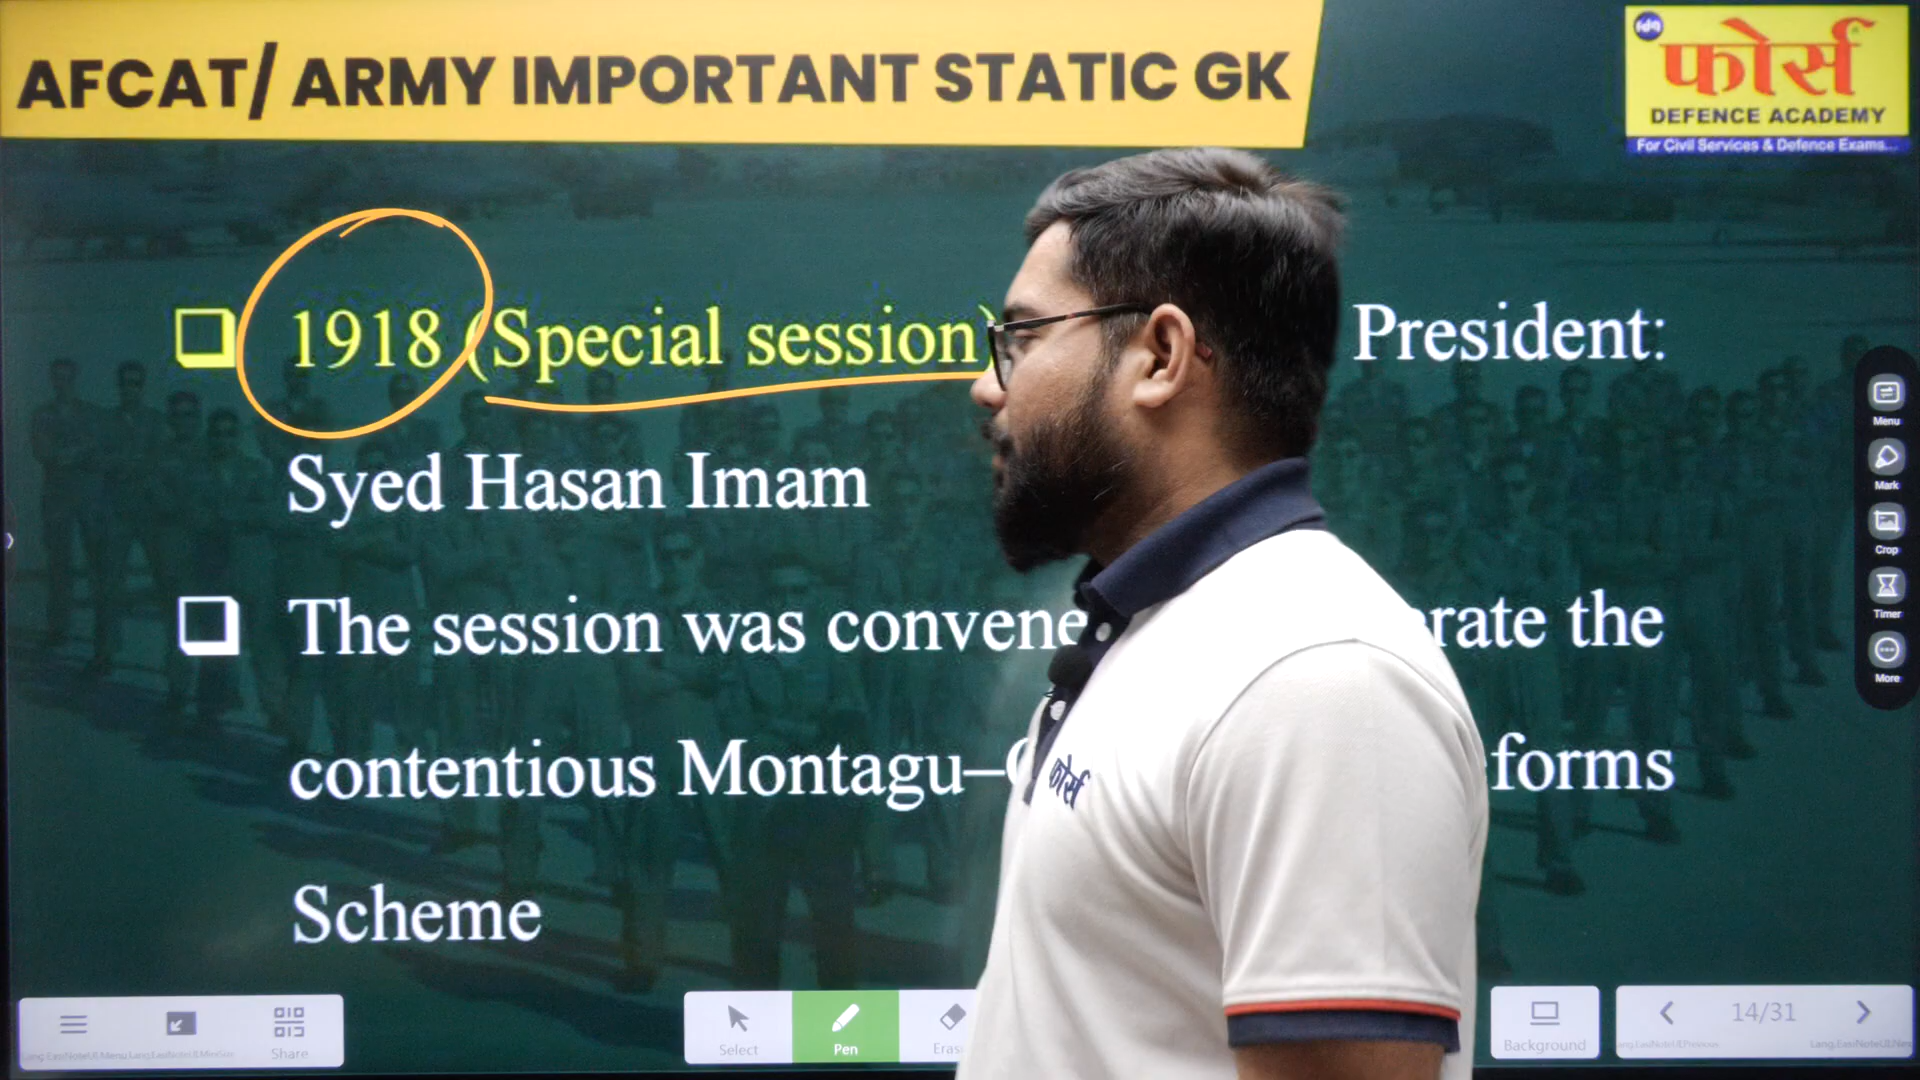 AFCAT/ ARMY IMPORTANT STATIC GK
fda
फोर्स
DEFENCE ACADEMY
For Civil Services & Defence Exams...
1918 (Special session) President:
Syed Hasan Imam
The session was convene rate the
contentious Montagu– forms
Scheme
फोर्स
Menu
Mark
Crop
Timer
More
Share
Select
Pen
Eras
Background
14/31